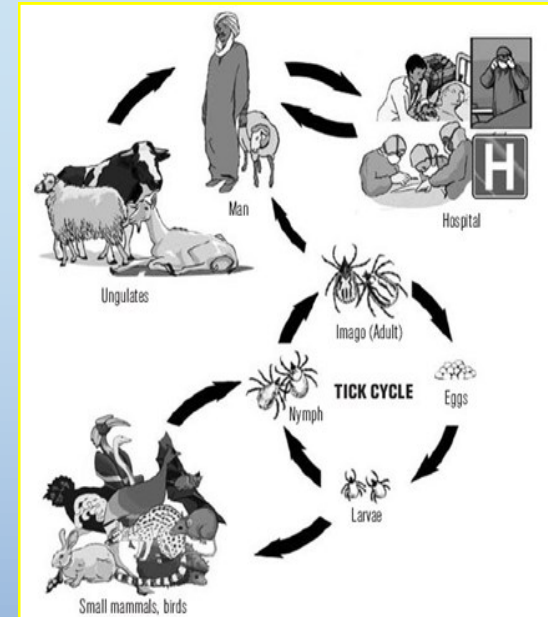 H
Man
Hospital
Ungulates
Imago (Adult)
TICK CYCLE
Eggs
Nymph
Larvae
Small mammals, birds